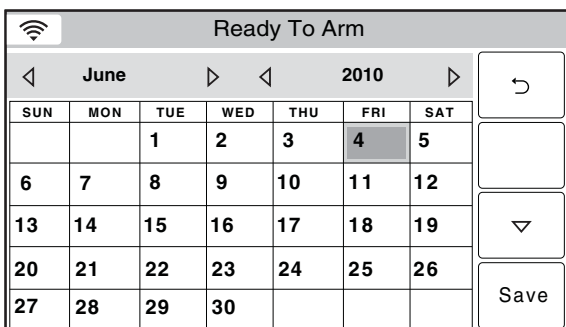 Ready To Arm
June 2010
SUN MON TUE WED THU FRI SAT
1 2 3 4 5
6 7 8 9 10 11 12
13 14 15 16 17 18 19
20 21 22 23 24 25 26
27 28 29 30
Save